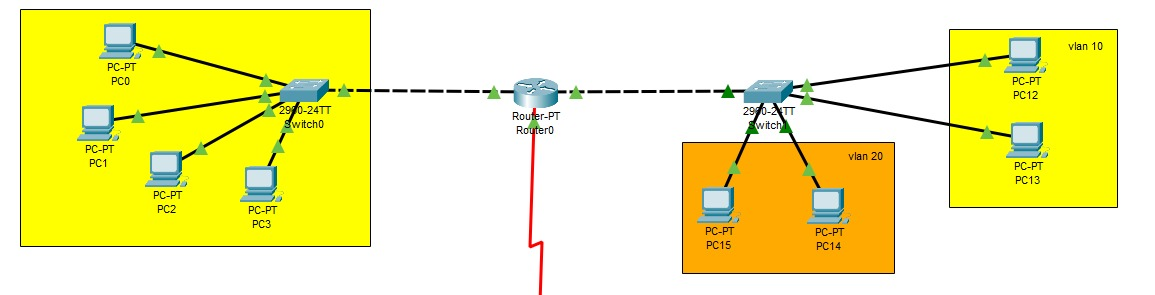 PC-PT
PC0
PC-PT
PC1
PC-PT
PC2
PC-PT
PC3
2960-24TT
Switch0
Router-PT
Router0
2960-24TT
vlan 10
PC-PT
PC12
PC-PT
PC13
vlan 20
PC-PT
PC15
PC-PT
PC14